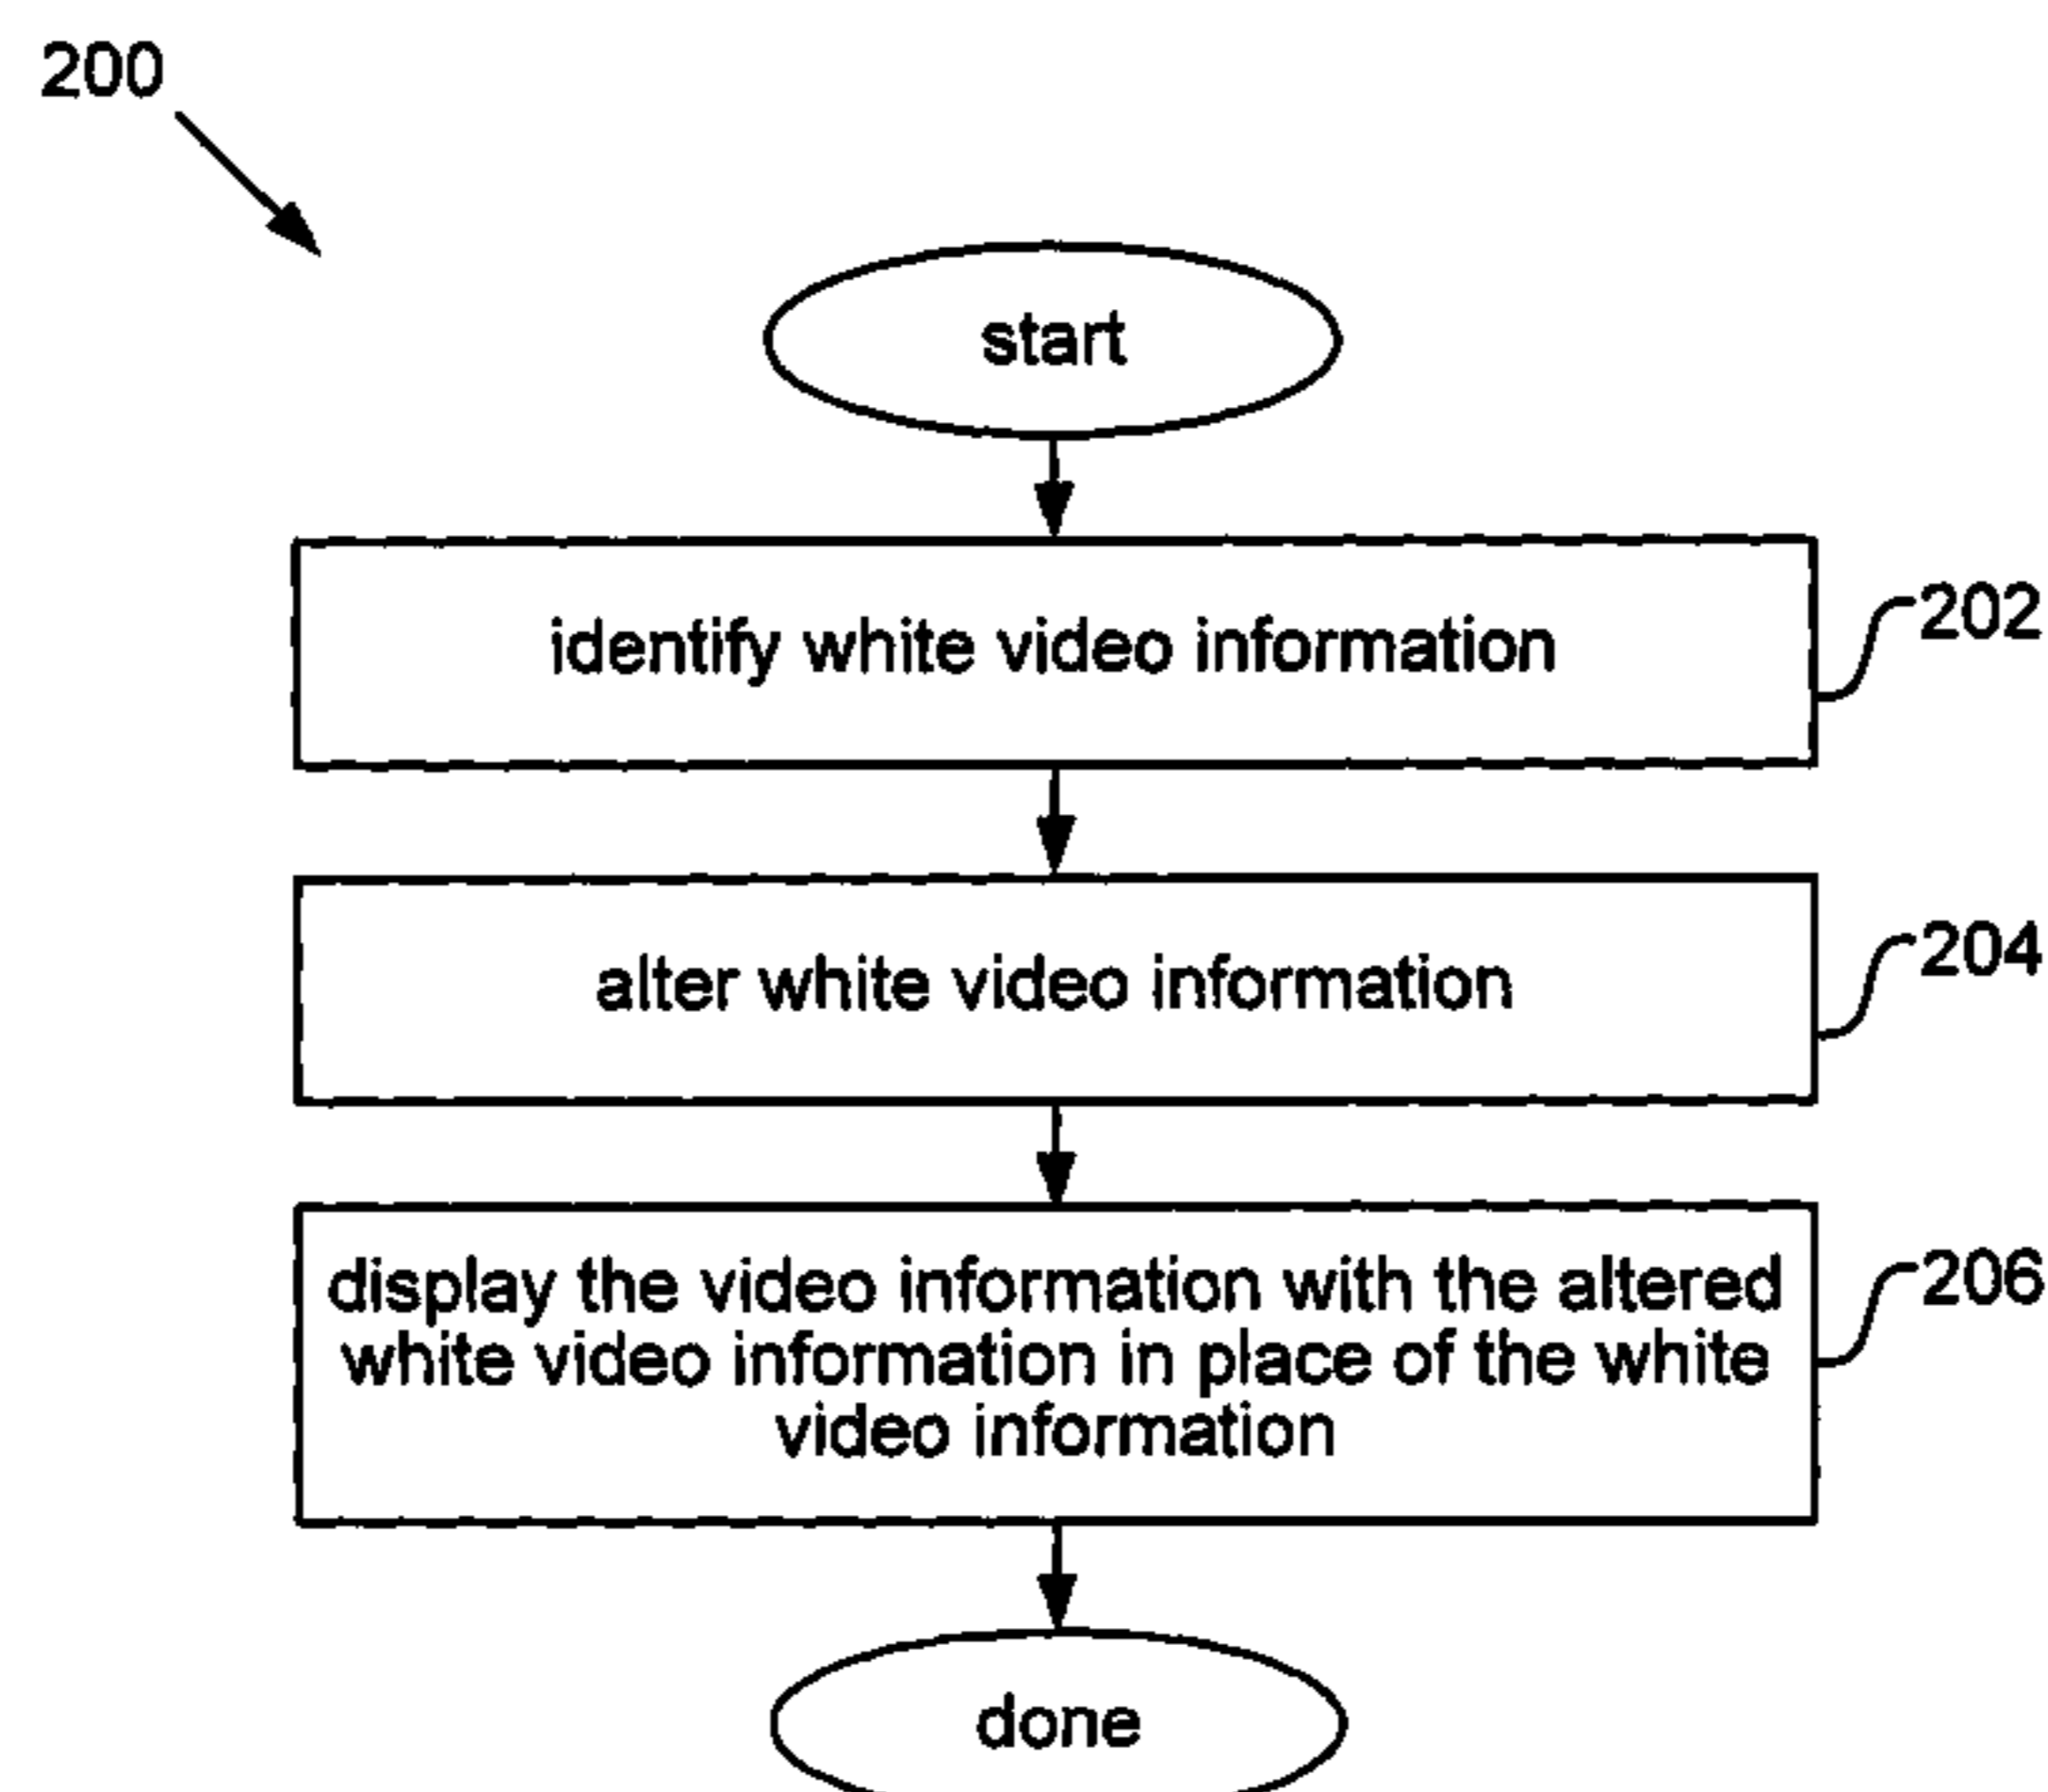 200
start
identify white video information
202
alter white video information
204
display the video information with the altered
white video information in place of the white
video information
206
done